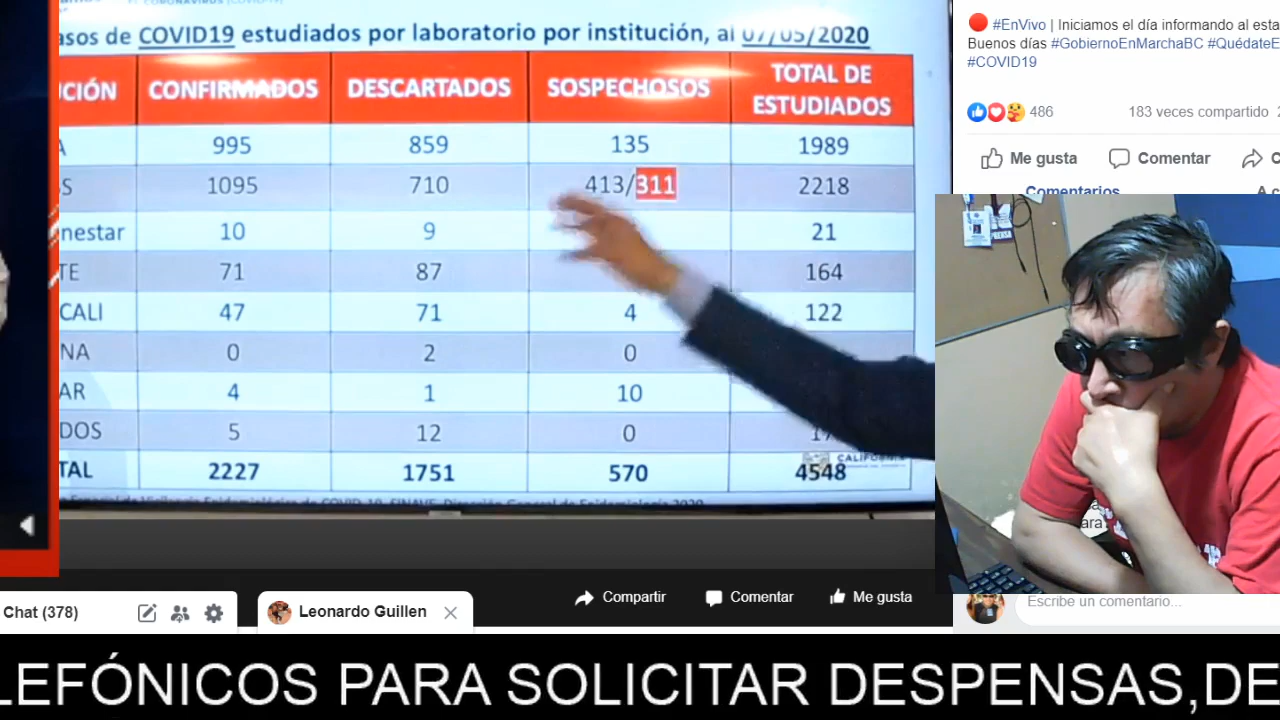 asos de COVID19 estudiados por laboratorio por institución, al 07/05/2020
CIÓN CONFIRMADOS DESCARTADOS SOSPECHOSOS TOTAL DE ESTUDIADOS
A 995 859 135 1989
S 1095 710 413/311 2218
nestar 10 9 21
TE 71 87 164
CALI 47 71 4 122
NA 0 2 0
AR 4 1 10
DOS 5 12 0 17
TAL 2227 1751 570 4548
#EnVivo | Iniciamos el día informando al esta
Buenos días #GobiernoEnMarchaBC #QuédateE
#COVID19
486 183 veces compartido
Me gusta Comentar C
Comentarios A c
ara
Compartir Comentar Me gusta
Escribe un comentario...
Chat (378)
Leonardo Guillen
LEFÓNICOS PARA SOLICITAR DESPENSAS,DE